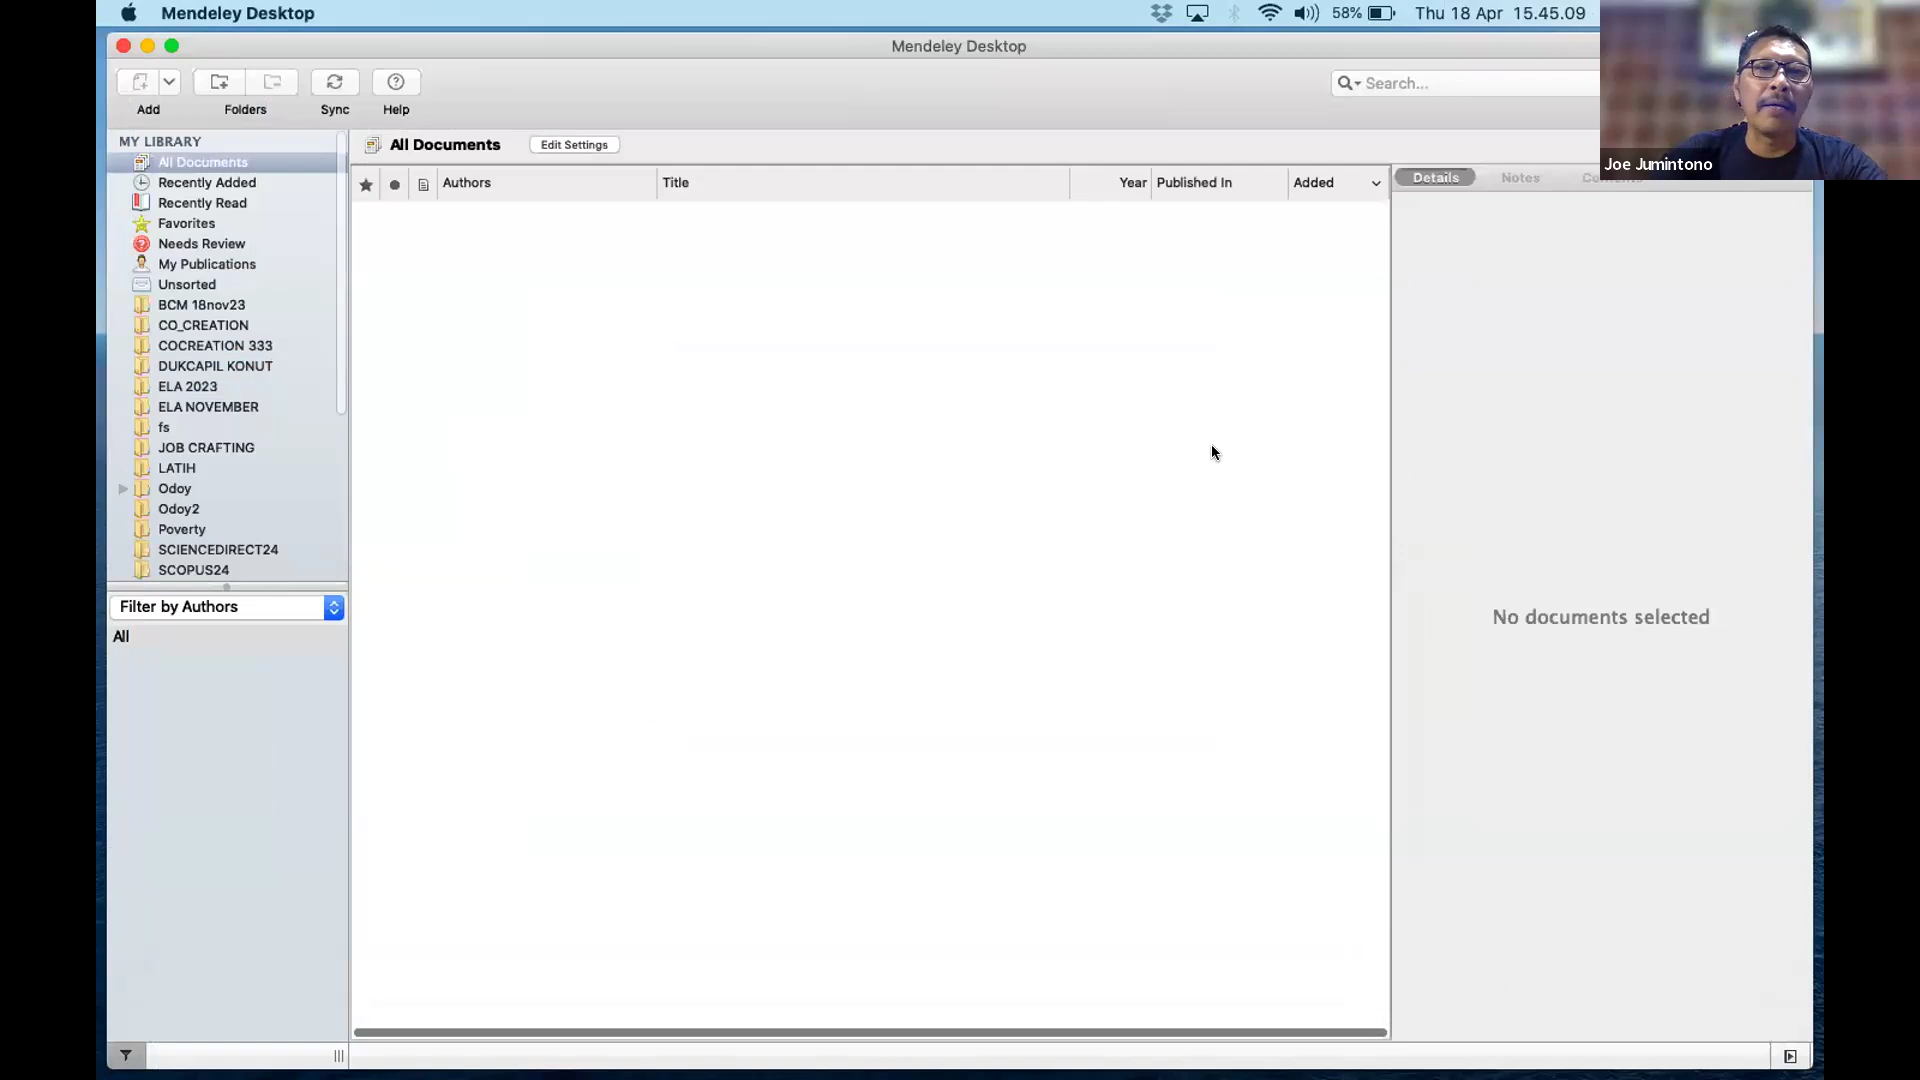 Mendeley Desktop
58%
Thu 18 Apr 15.45.09
Mendeley Desktop
Add
Folders
Sync
Help
Search...
Joe Jumintono
MY LIBRARY
All Documents
Recently Added
Recently Read
Favorites
Needs Review
My Publications
Unsorted
BCM 18nov23
CO_CREATION
COCREATION 333
DUKCAPIL KONUT
ELA 2023
ELA NOVEMBER
fs
JOB CRAFTING
LATIH
Odoy
Odoy2
Poverty
SCIENCEDIRECT24
SCOPUS24
Filter by Authors
All
All Documents
Edit Settings
Authors
Title
Year
Published In
Added
Details
Notes
No documents selected